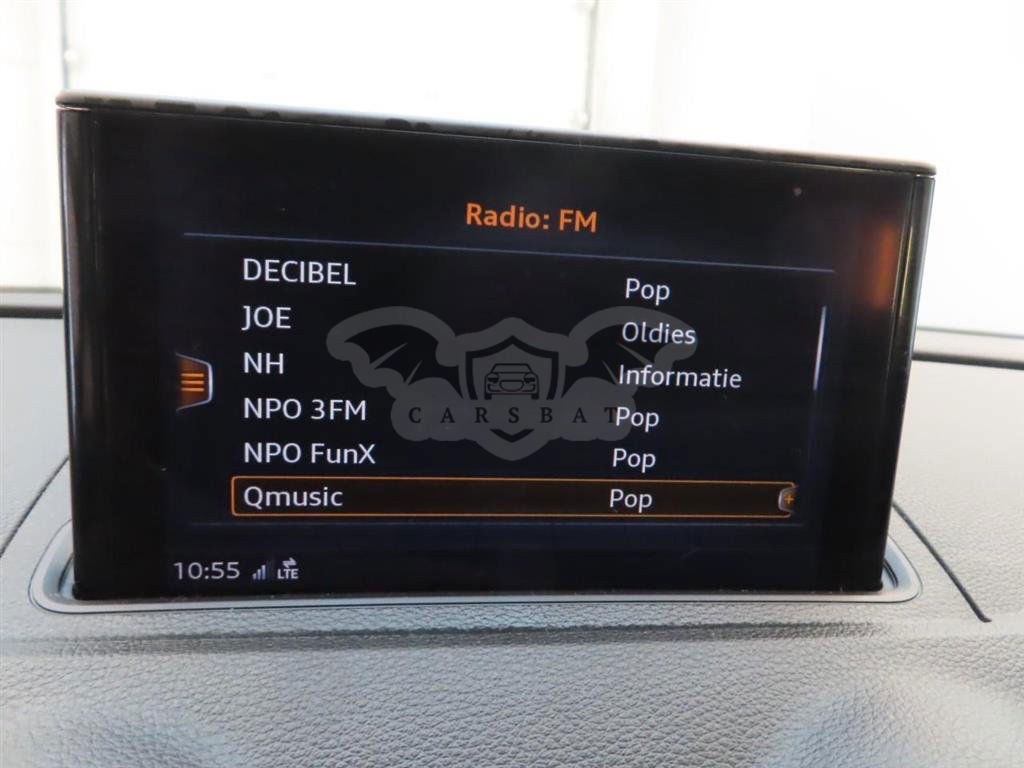 Radio: FM
DECIBEL Pop
JOE Oldies
NH Informatie
NPO 3FM Pop
NPO FunX Pop
Qmusic Pop
10:55 LTE
CARSBAT